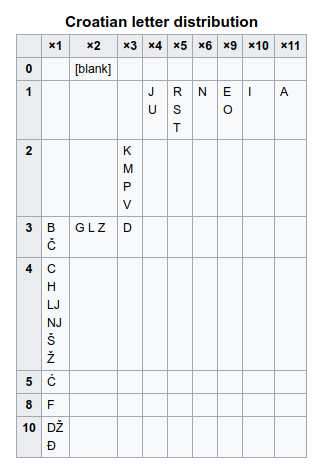 Croatian letter distribution
×1 ×2 ×3 ×4 ×5 ×6 ×9 ×10 ×11
0 [blank]
1 J R N E I A
U S O
T
2 K
M
P
V
3 B G L Z D
Č
4 C
H
LJ
NJ
Š
Ž
5 Ć
8 F
10 DŽ
Đ